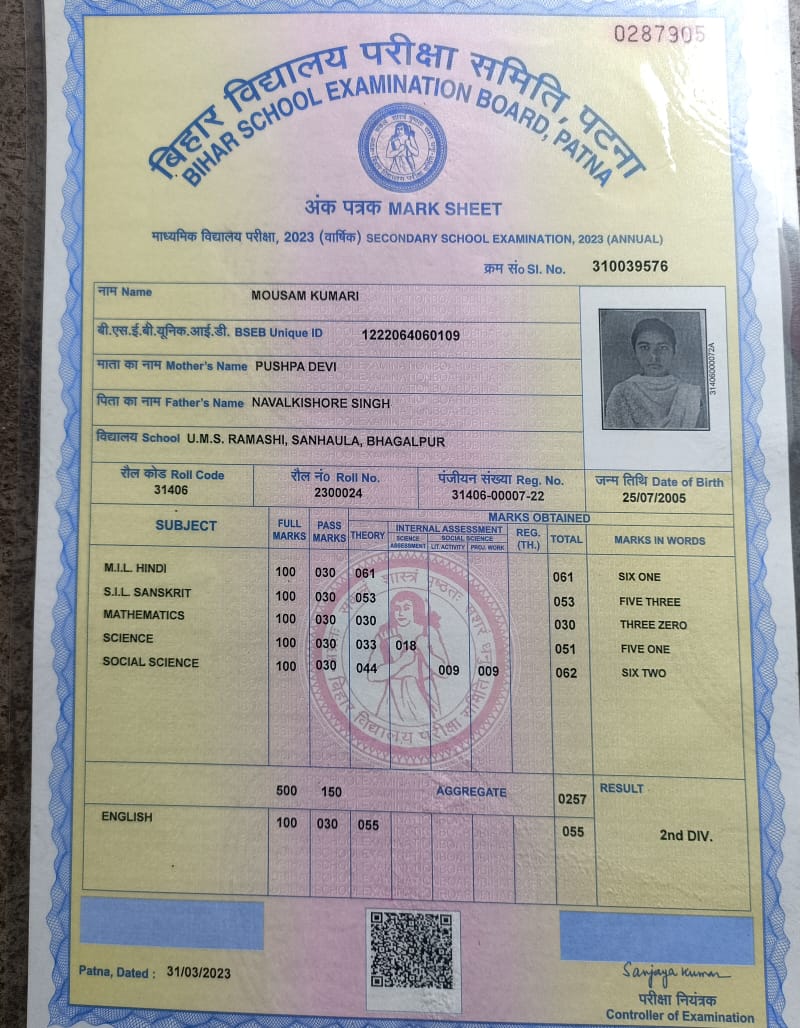 0287905
बिहार विद्यालय परीक्षा समिति, पटना
BIHAR SCHOOL EXAMINATION BOARD, PATNA
अंक पत्रक MARK SHEET
माध्यमिक विद्यालय परीक्षा, 2023 (वार्षिक) SECONDARY SCHOOL EXAMINATION, 2023 (ANNUAL)
क्रम सं० Sl. No. 310039576
नाम Name MOUSAM KUMARI
बी.एस.ई.बी.यूनिक.आई.डी. BSEB Unique ID 1222064060109
माता का नाम Mother's Name PUSHPA DEVI
पिता का नाम Father's Name NAVALKISHORE SINGH
विद्यालय School U.M.S. RAMASHI, SANHAULA, BHAGALPUR
31406000072A
रौल कोड Roll Code रौल नं० Roll No. पंजीयन संख्या Reg. No. जन्म तिथि Date of Birth
31406 2300024 31406-00007-22 25/07/2005
SUBJECT FULL MARKS PASS MARKS MARKS OBTAINED
THEORY INTERNAL ASSESSMENT REG. (TH.) TOTAL MARKS IN WORDS
SCIENCE ASSESSMENT SOCIAL SCIENCE
LIT. ACTIVITY PROJ. WORK
M.I.L. HINDI 100 030 061 061 SIX ONE
S.I.L. SANSKRIT 100 030 053 053 FIVE THREE
MATHEMATICS 100 030 030 030 THREE ZERO
SCIENCE 100 030 033 018 051 FIVE ONE
SOCIAL SCIENCE 100 030 044 009 009 062 SIX TWO
बिहार विद्यालय परीक्षा समिति
500 150 AGGREGATE 0257 RESULT
ENGLISH 100 030 055 055 2nd DIV.
Patna, Dated : 31/03/2023
Sanjaya Kumar
परीक्षा नियंत्रक
Controller of Examination